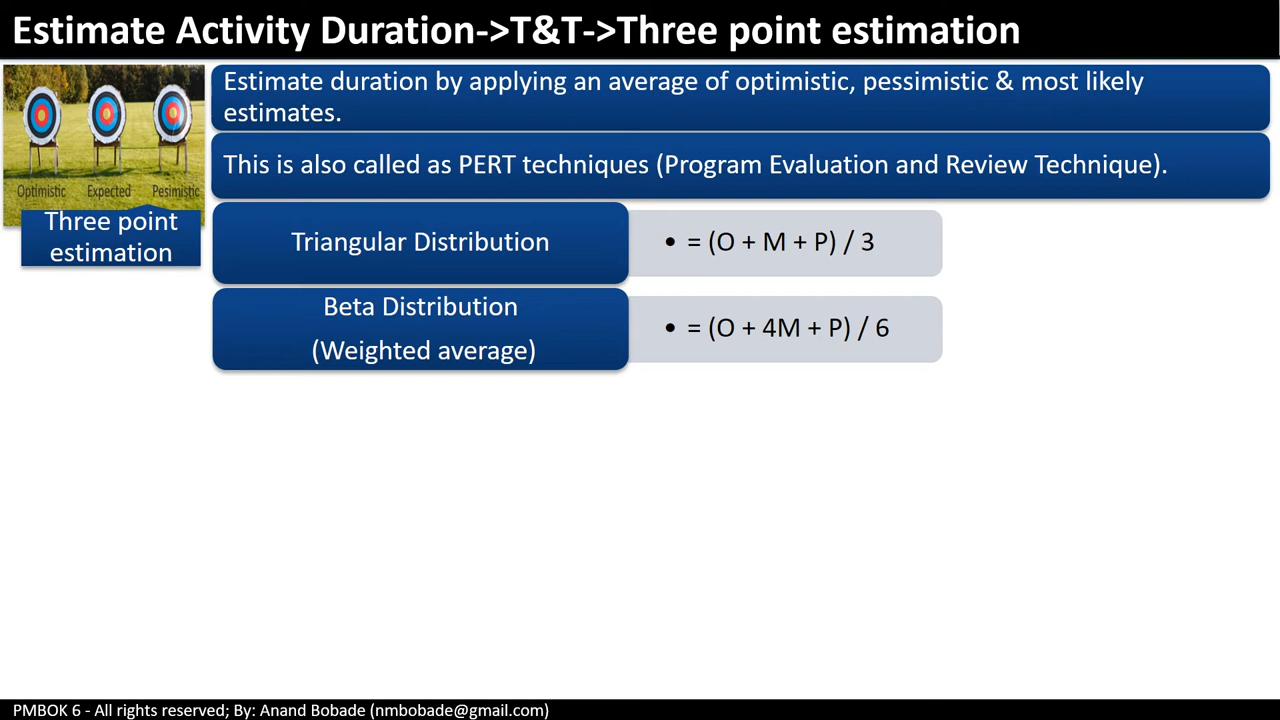 Estimate Activity Duration->T&T->Three point estimation
Optimistic Expected Pesimistic
Three point
estimation
Estimate duration by applying an average of optimistic, pessimistic & most likely
estimates.
This is also called as PERT techniques (Program Evaluation and Review Technique).
Triangular Distribution
• = (O + M + P) / 3
Beta Distribution
(Weighted average)
• = (O + 4M + P) / 6
PMBOK 6 - All rights reserved; By: Anand Bobade (nmbobade@gmail.com)